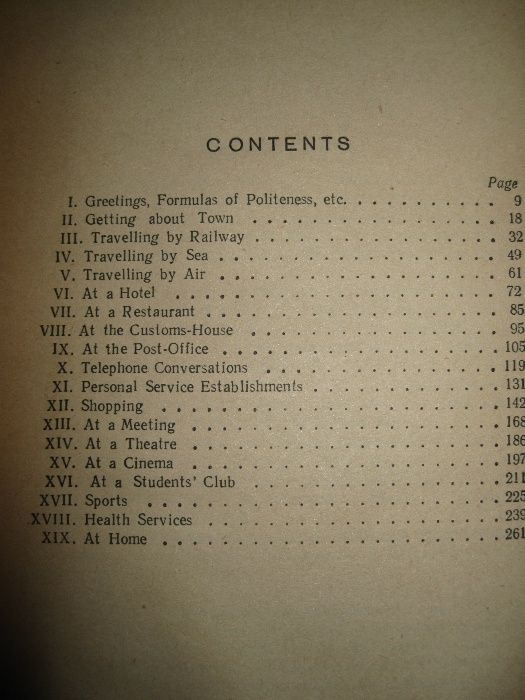 CONTENTS
Page
I. Greetings, Formulas of Politeness, etc. . . . . . . . . . . 9
II. Getting about Town . . . . . . . . . . . . . . . . 18
III. Travelling by Railway . . . . . . . . . . . . . . . . 32
IV. Travelling by Sea . . . . . . . . . . . . . . . . . . 49
V. Travelling by Air . . . . . . . . . . . . . . . . . . 61
VI. At a Hotel . . . . . . . . . . . . . . . . . . . . . 72
VII. At a Restaurant . . . . . . . . . . . . . . . . . . . 85
VIII. At the Customs-House . . . . . . . . . . . . . . . . 95
IX. At the Post-Office . . . . . . . . . . . . . . . . . . 105
X. Telephone Conversations . . . . . . . . . . . . . . . . 119
XI. Personal Service Establishments . . . . . . . . . . . . 131
XII. Shopping . . . . . . . . . . . . . . . . . . . . . . 142
XIII. At a Meeting . . . . . . . . . . . . . . . . . . . . 168
XIV. At a Theatre . . . . . . . . . . . . . . . . . . . . 186
XV. At a Cinema . . . . . . . . . . . . . . . . . . . . 197
XVI. At a Students' Club . . . . . . . . . . . . . . . . . 211
XVII. Sports . . . . . . . . . . . . . . . . . . . . . . . 225
XVIII. Health Services . . . . . . . . . . . . . . . . . . . 239
XIX. At Home . . . . . . . . . . . . . . . . . . . . . . 261